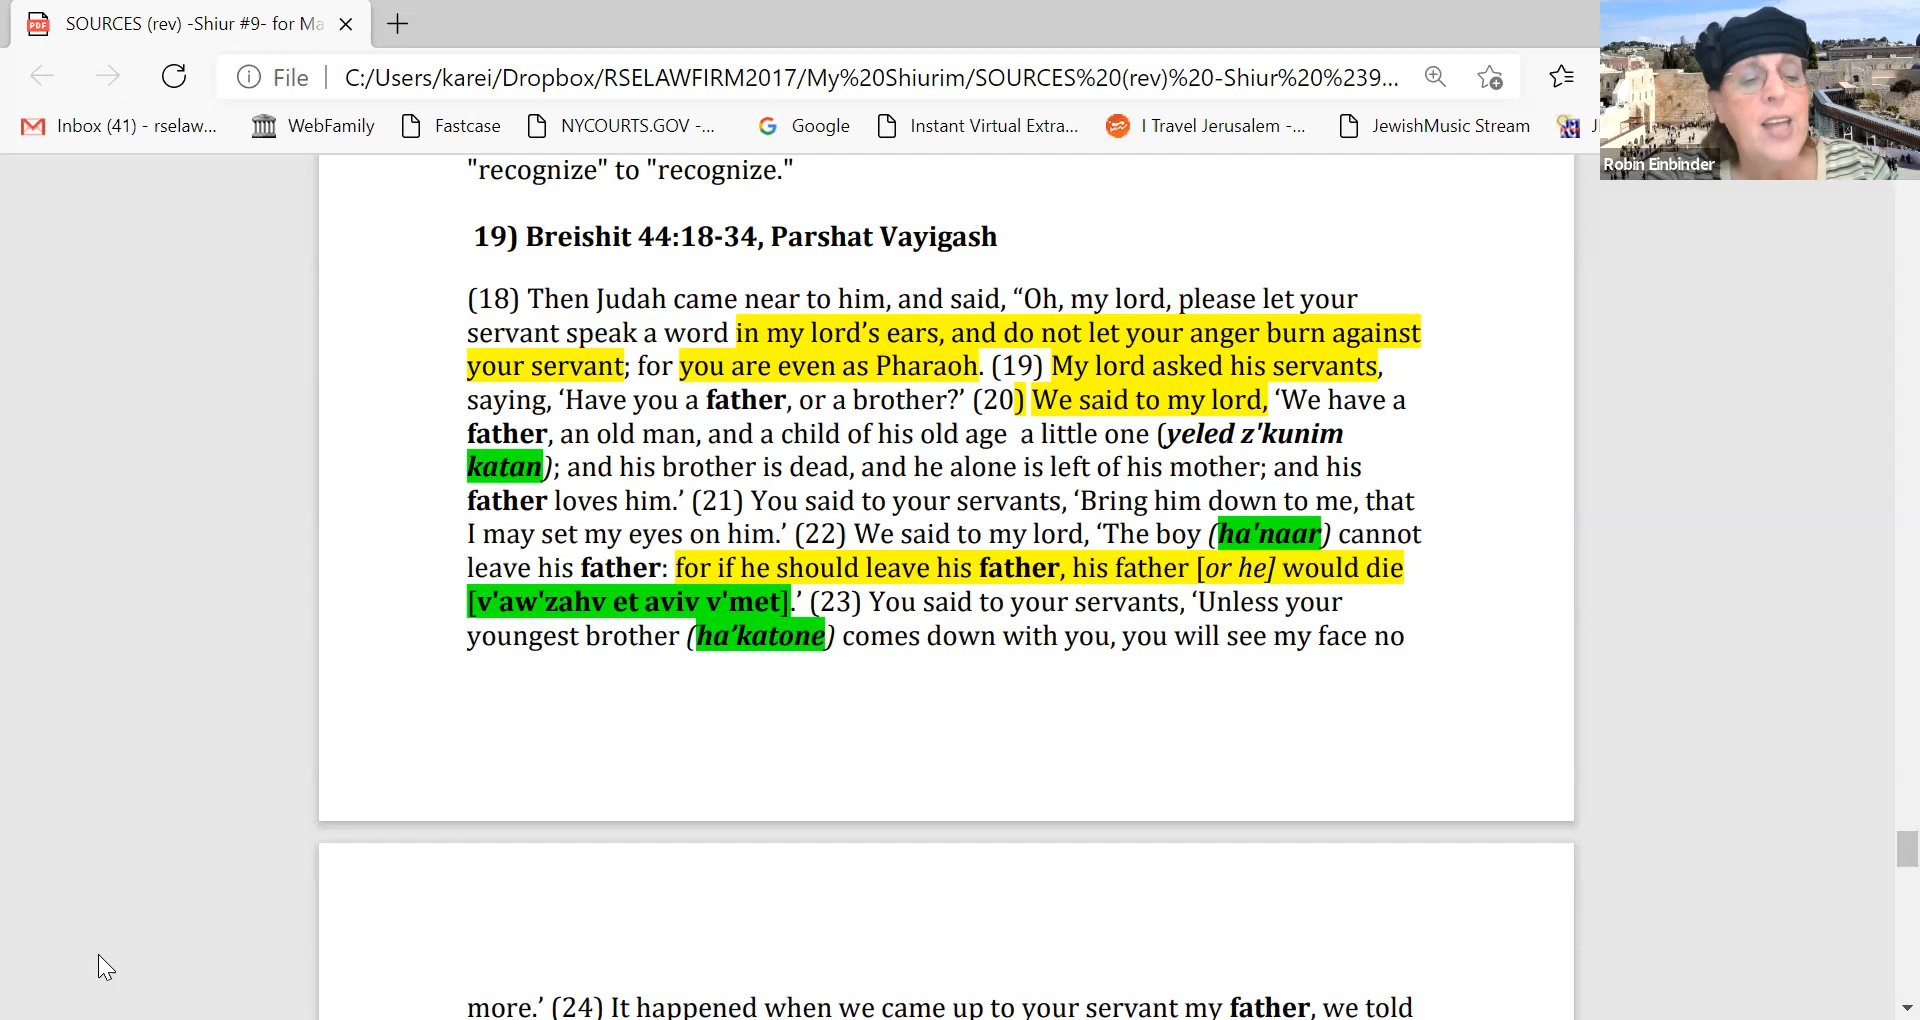 SOURCES (rev) -Shiur #9- for Ma
File
C:/Users/karei/Dropbox/RSELAWFIRM2017/My%20Shiurim/SOURCES%20(rev)%20-Shiur%20%239...
Inbox (41) - rselaw... WebFamily Fastcase NYCOURTS.GOV -... Google Instant Virtual Extra... I Travel Jerusalem -... JewishMusic Stream
Robin Einbinder
"recognize" to "recognize."
19) Breishit 44:18-34, Parshat Vayigash
(18) Then Judah came near to him, and said, “Oh, my lord, please let your
servant speak a word in my lord’s ears, and do not let your anger burn against
your servant; for you are even as Pharaoh. (19) My lord asked his servants,
saying, ‘Have you a father, or a brother?’ (20) We said to my lord, ‘We have a
father, an old man, and a child of his old age a little one (yeled z'kunim
katan); and his brother is dead, and he alone is left of his mother; and his
father loves him.’ (21) You said to your servants, ‘Bring him down to me, that
I may set my eyes on him.’ (22) We said to my lord, ‘The boy (ha'naar) cannot
leave his father: for if he should leave his father, his father [or he] would die
[v'aw'zahv et aviv v'met].’ (23) You said to your servants, ‘Unless your
youngest brother (ha’katone) comes down with you, you will see my face no
more.’ (24) It happened when we came up to your servant my father, we told